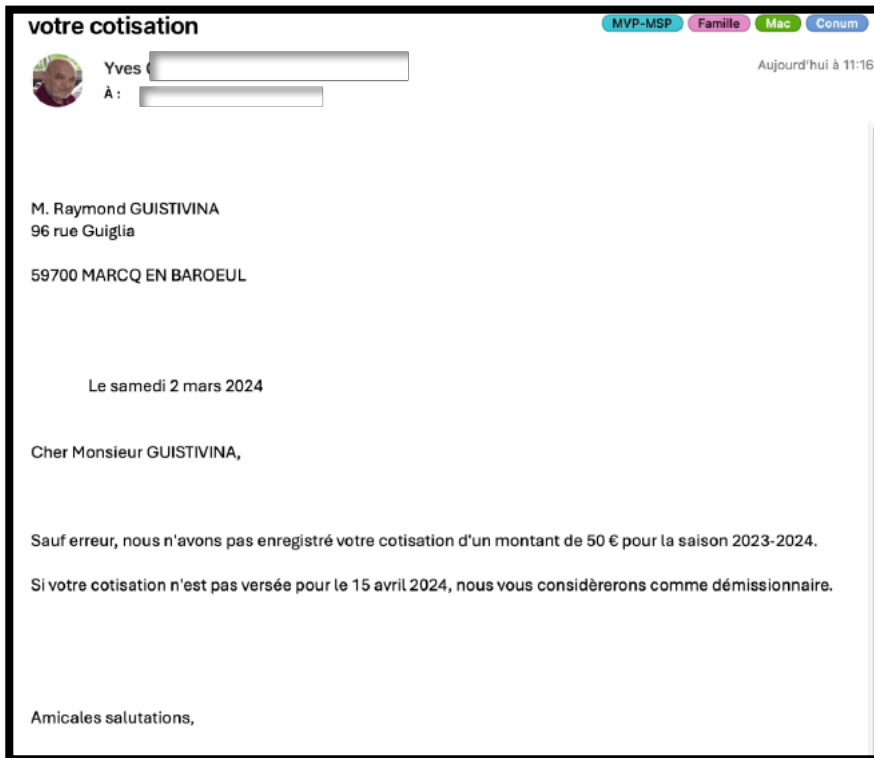 votre cotisation
MVP-MSP Famille Mac Conum
Yves
Aujourd'hui à 11:16
À :
M. Raymond GUISTIVINA
96 rue Guiglia
59700 MARCQ EN BAROEUL
Le samedi 2 mars 2024
Cher Monsieur GUISTIVINA,
Sauf erreur, nous n'avons pas enregistré votre cotisation d'un montant de 50 € pour la saison 2023-2024.
Si votre cotisation n'est pas versée pour le 15 avril 2024, nous vous considèrerons comme démissionnaire.
Amicales salutations,